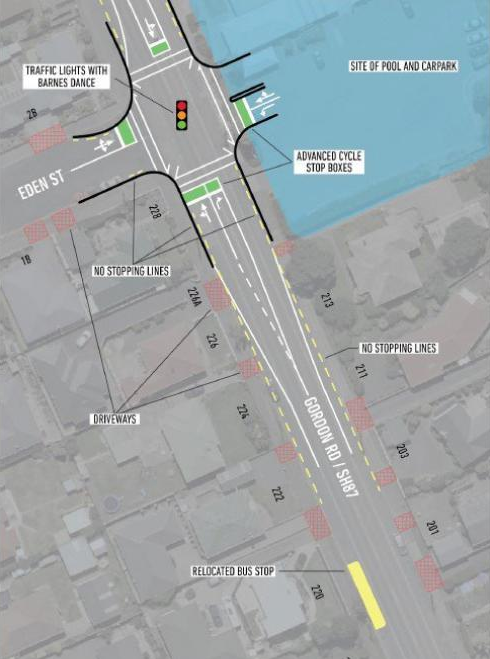 TRAFFIC LIGHTS WITH
BARNES DANCE
SITE OF POOL AND CARPARK
2B
ADVANCED CYCLE
STOP BOXES
EDEN ST
1B
228
NO STOPPING LINES
226A
213
226
NO STOPPING LINES
211
DRIVEWAYS
224
GORDON RD / SH87
203
222
201
RELOCATED BUS STOP
220